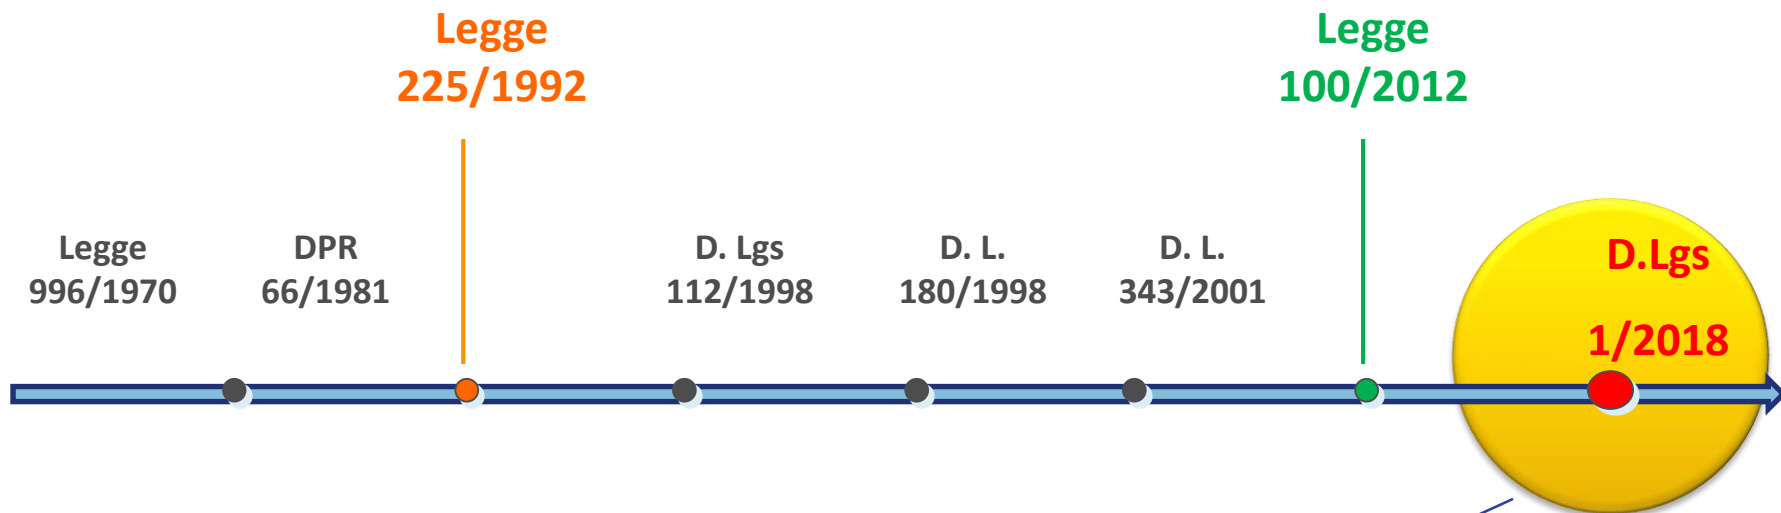 Legge
225/1992
Legge
100/2012
Legge
996/1970
DPR
66/1981
D. Lgs
112/1998
D. L.
180/1998
D. L.
343/2001
D.Lgs
1/2018